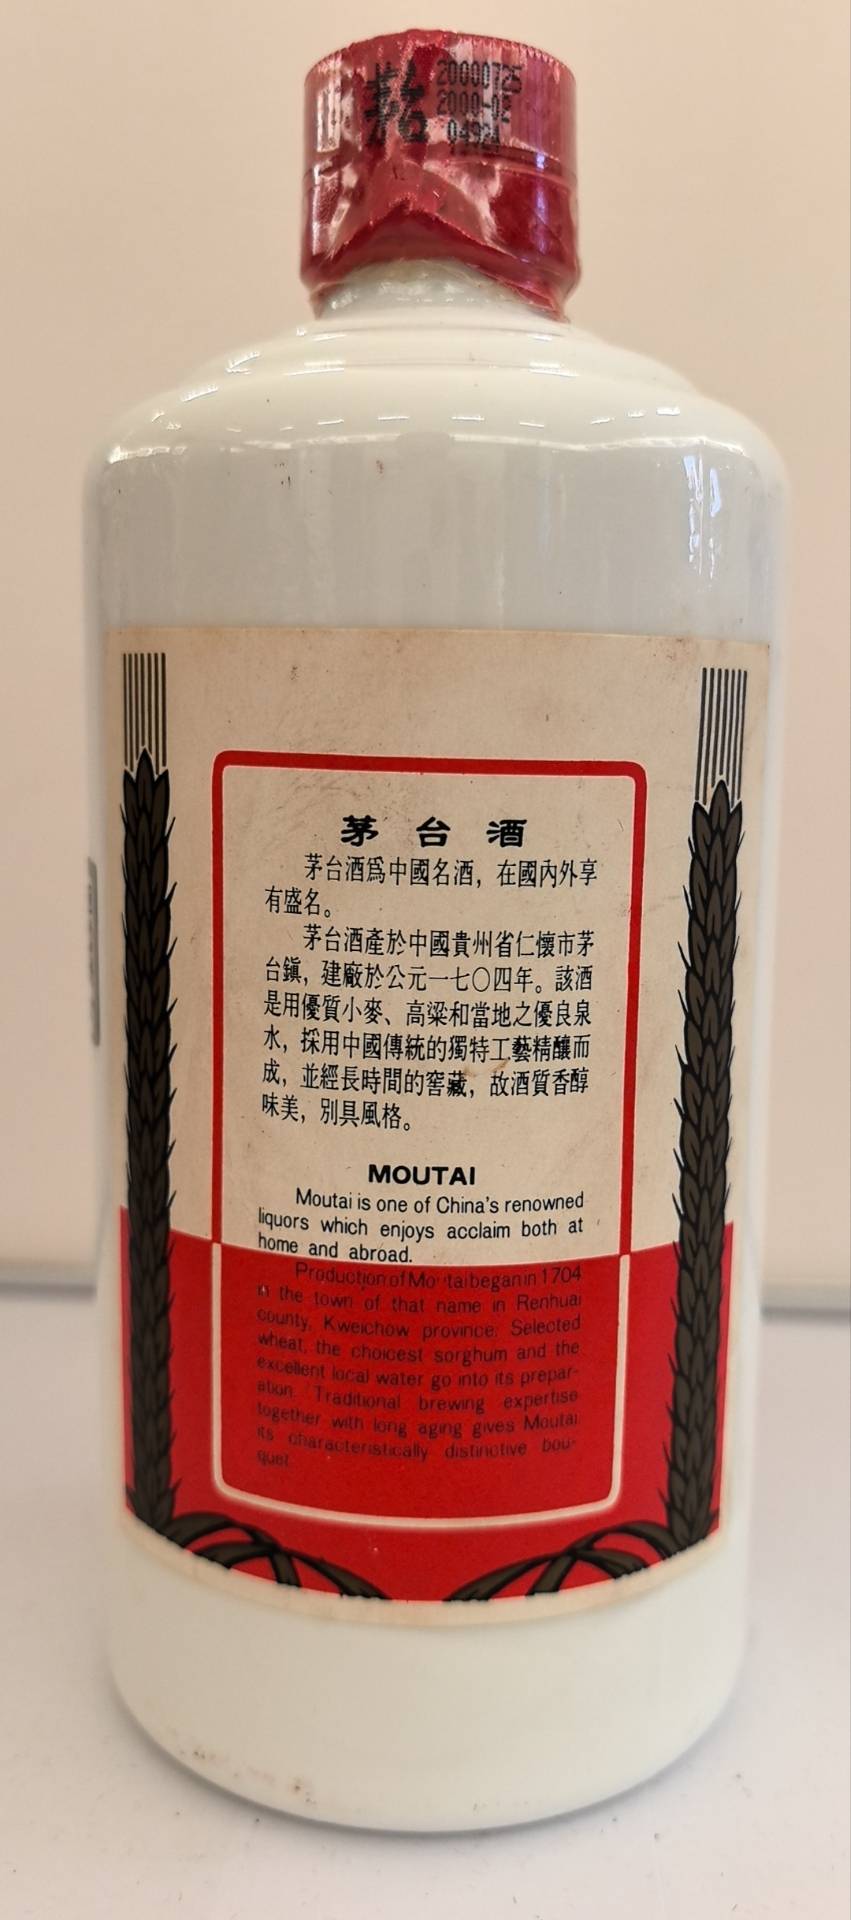 茅台
20000725
2000-02
0494
茅台酒
茅台酒爲中國名酒，在國內外享
有盛名。
茅台酒產於中國貴州省仁懷市茅
台鎮，建廠於公元一七〇四年。該酒
是用優質小麥、高粱和當地之優良泉
水，採用中國傳統的獨特工藝精釀而
成，並經長時間的窖藏，故酒質香醇
味美，別具風格。
MOUTAI
Moutai is one of China's renowned
liquors which enjoys acclaim both at
home and abroad.
Production of Moutai began in 1704
in the town of that name in Renhuai
county, Kweichow province. Selected
wheat, the choicest sorghum and the
excellent local water go into its prepar-
ation. Traditional brewing expertise
together with long aging gives Moutai
its characteristically distinctive bou-
quet.